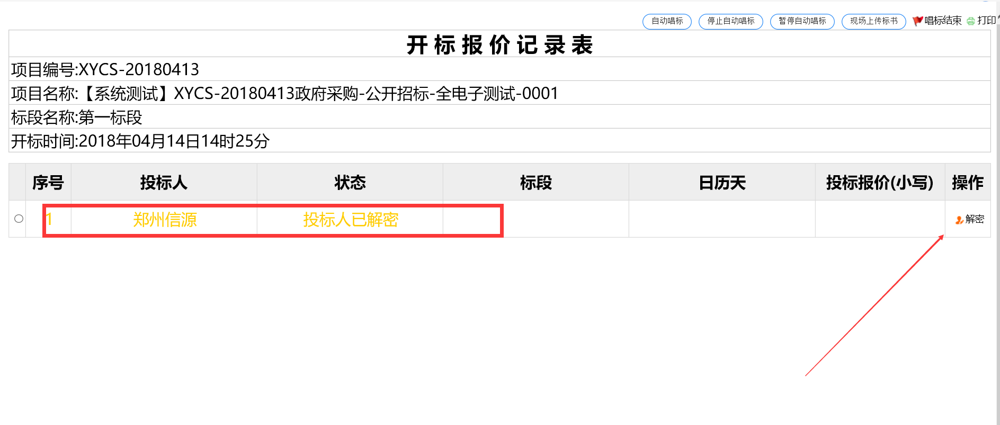 自动唱标 停止自动唱标 暂停自动唱标 现场上传标书 唱标结束 打印
开标报价记录表
项目编号:XYCS-20180413
项目名称:【系统测试】XYCS-20180413政府采购-公开招标-全电子测试-0001
标段名称:第一标段
开标时间:2018年04月14日14时25分
序号 投标人 状态 标段 日历天 投标报价(小写) 操作
1 郑州信源 投标人已解密 解密